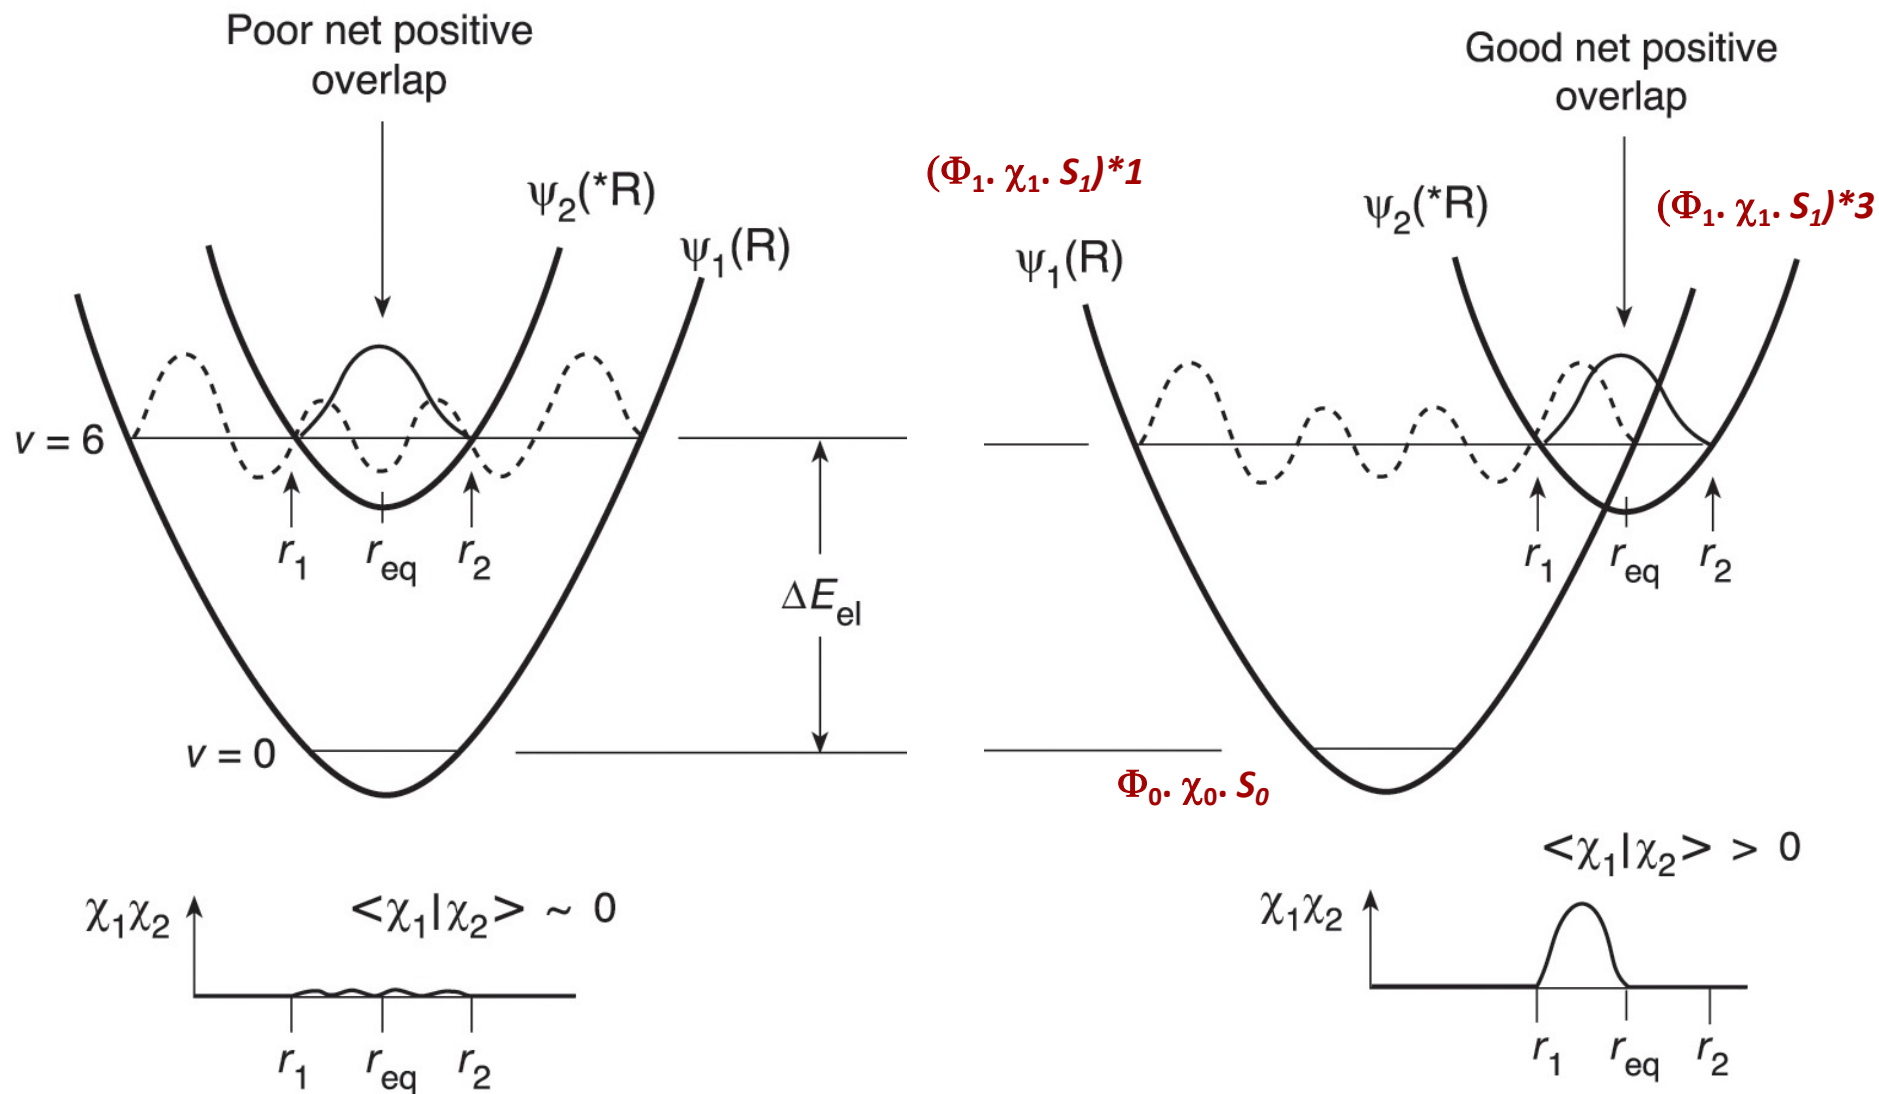 Poor net positive
overlap
ψ2(*R)
ψ1(R)
v = 6
r1
req
r2
ΔEel
v = 0
χ1χ2
<χ1|χ2> ~ 0
r1
req
r2
Good net positive
overlap
(Φ1. χ1. S1)*1
ψ2(*R)
(Φ1. χ1. S1)*3
ψ1(R)
r1
req
r2
Φ0. χ0. S0
<χ1|χ2> > 0
χ1χ2
r1
req
r2